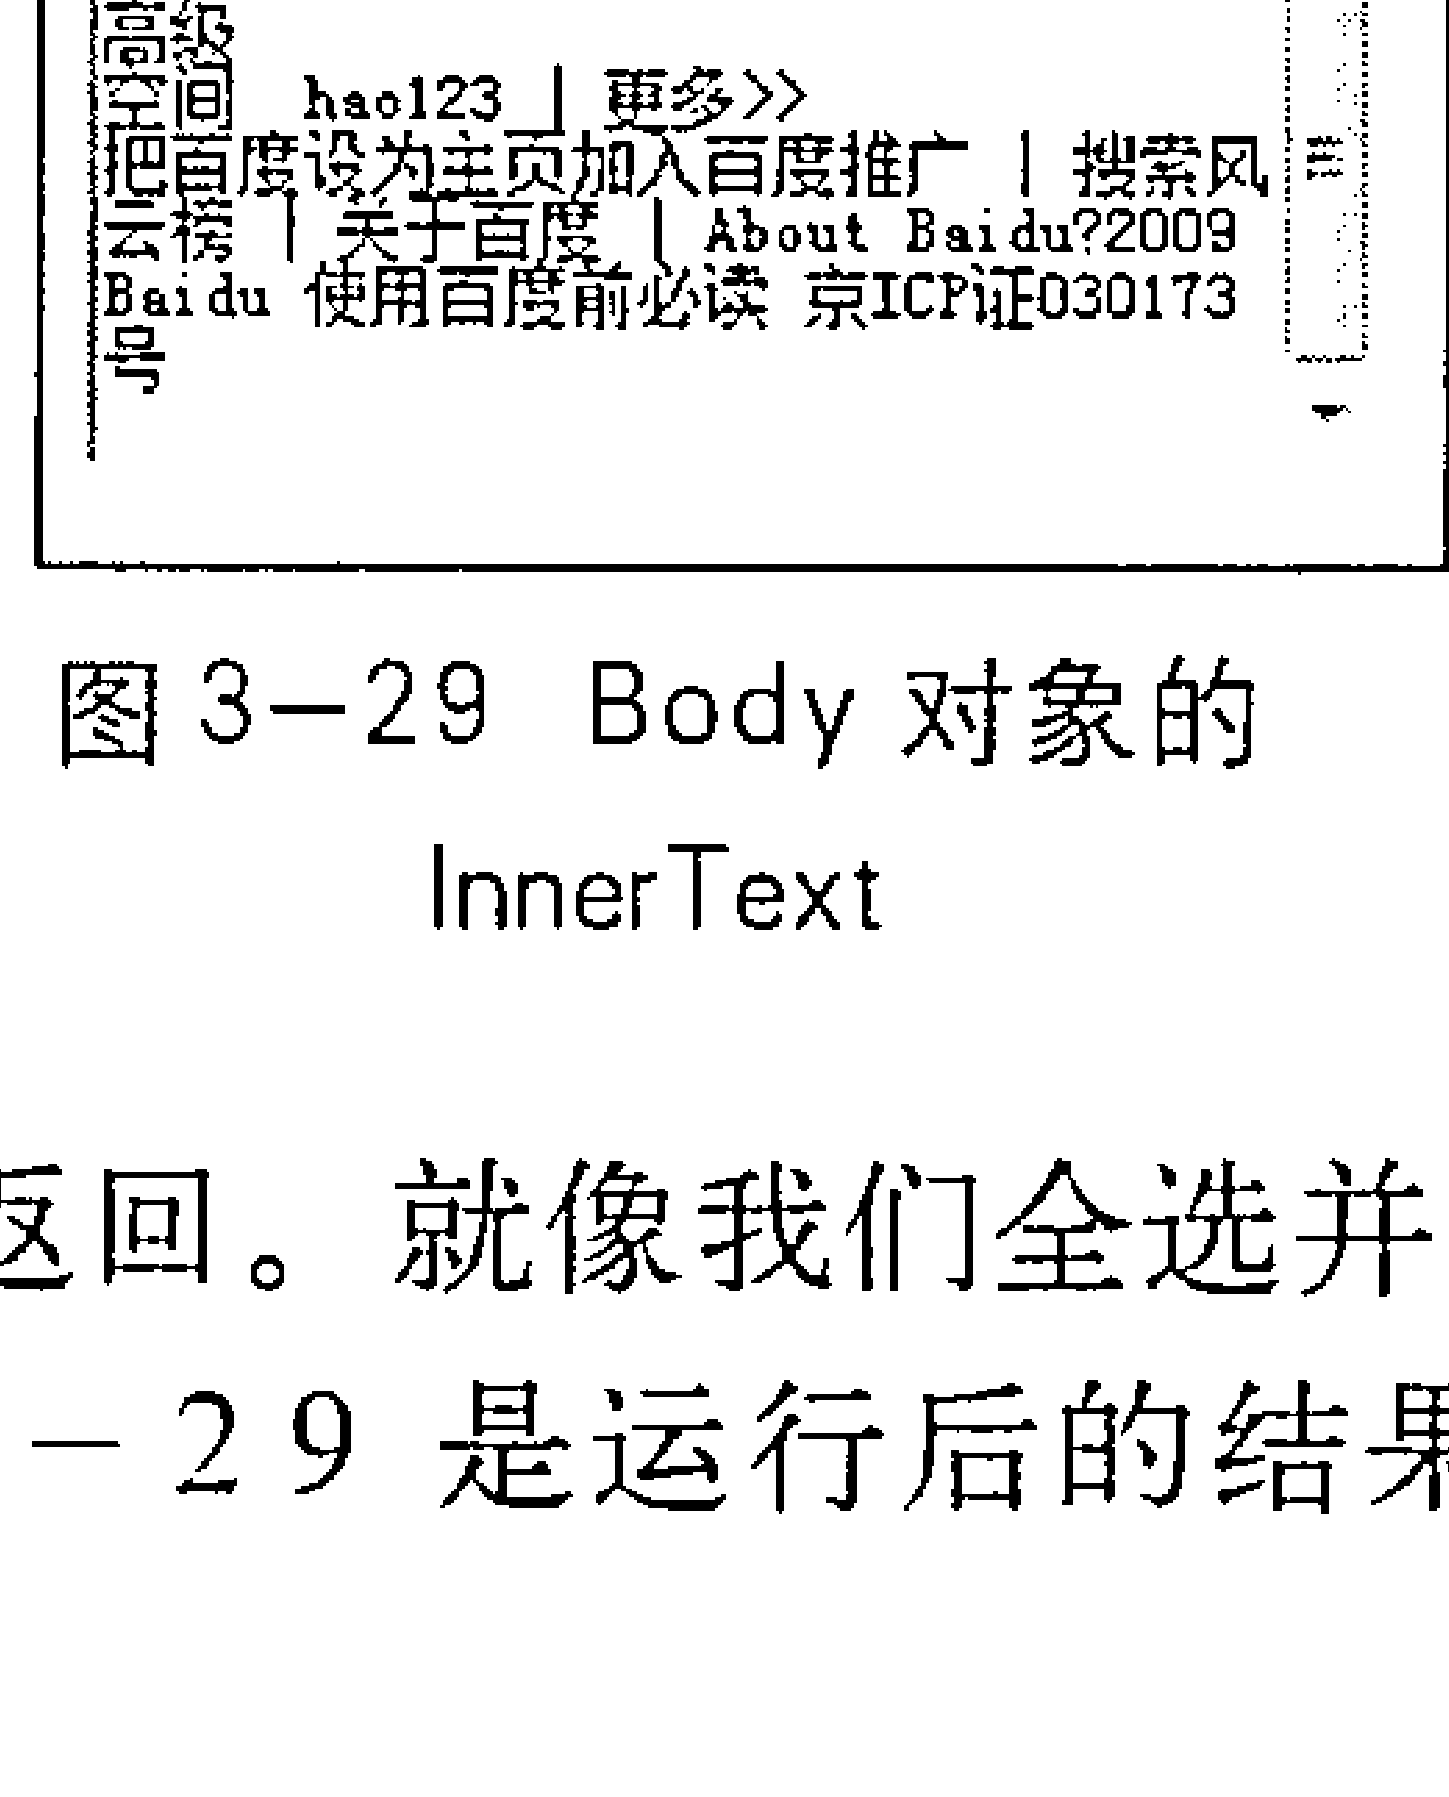 高级
空间  hao123 | 更多>>
把百度设为主页加入百度推广 | 搜索风
云榜 | 关于百度 | About Baidu?2009
Baidu 使用百度前必读 京ICP证030173
号
图 3-29 Body 对象的
InnerText
返回。就像我们全选并
-29 是运行后的结果